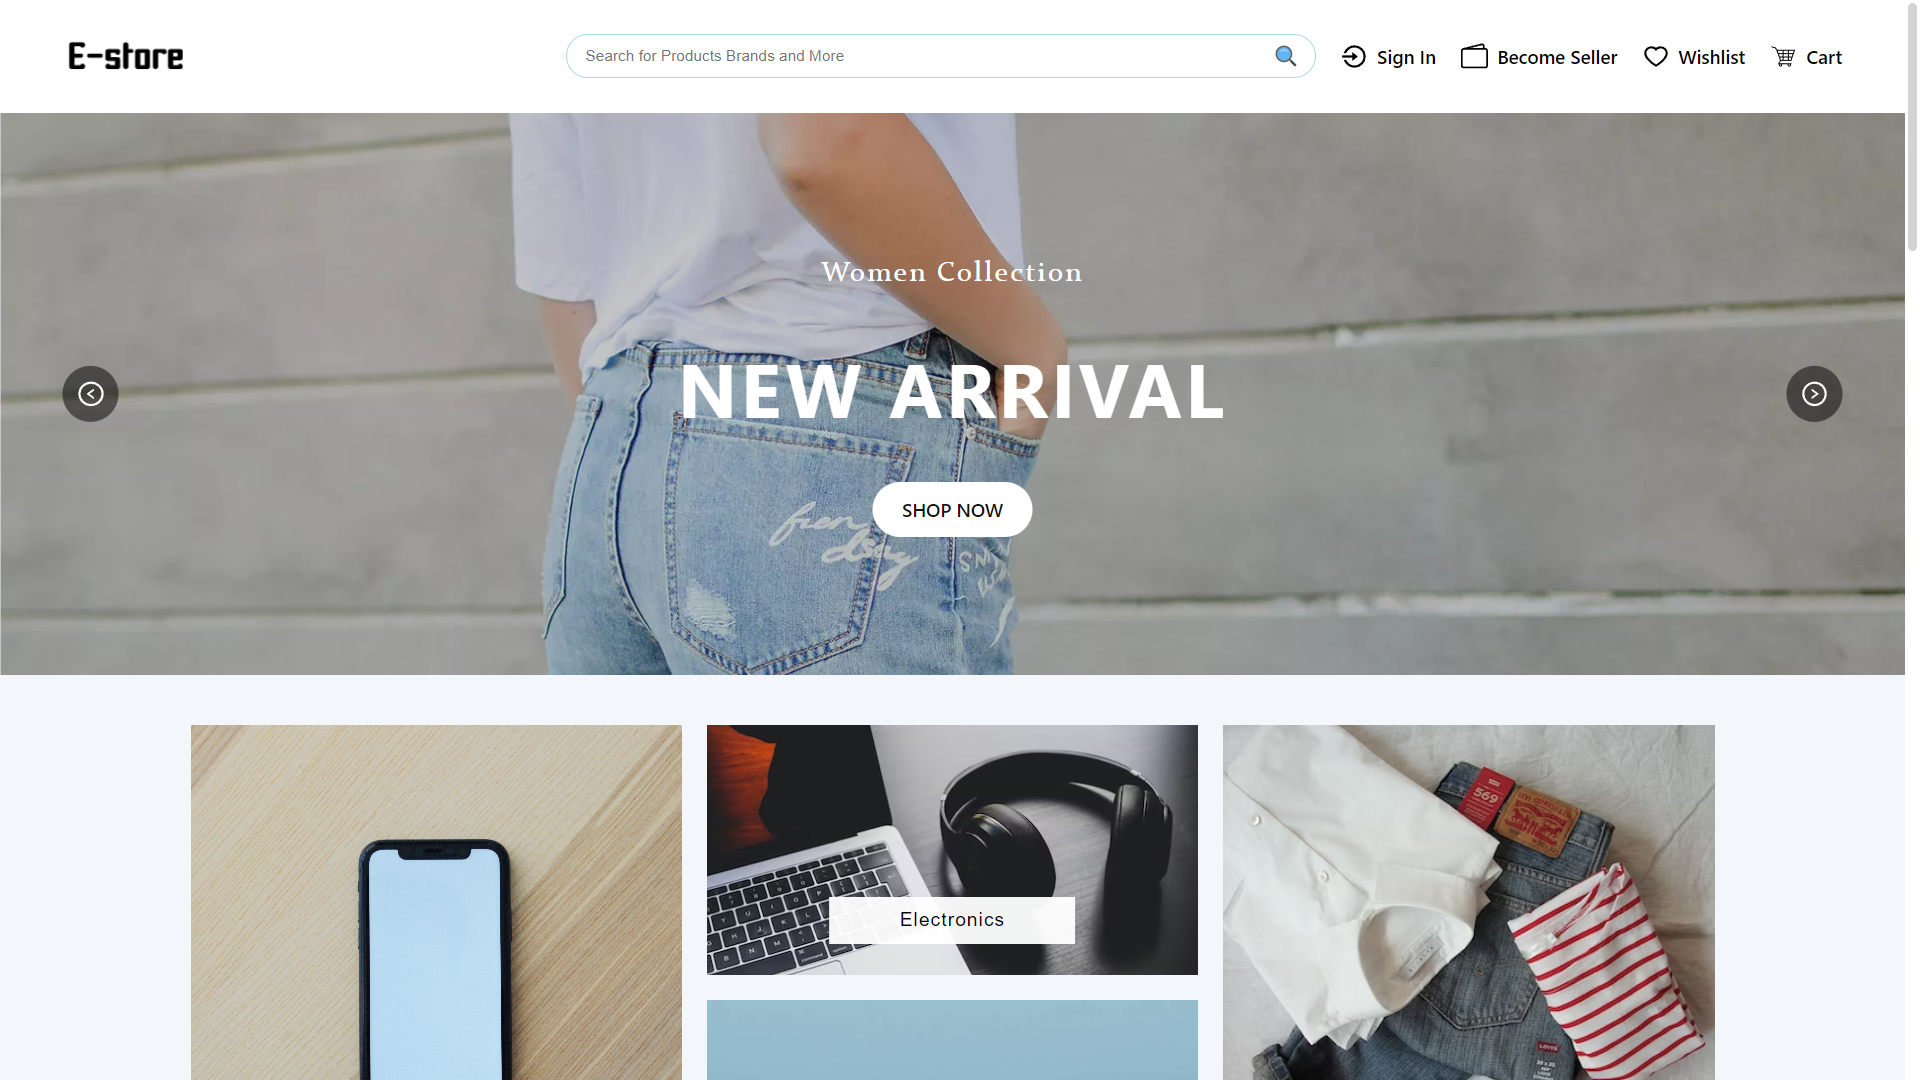 E-store
Search for Products Brands and More
Sign In
Become Seller
Wishlist
Cart
Women Collection
NEW ARRIVAL
SHOP NOW
Electronics
569